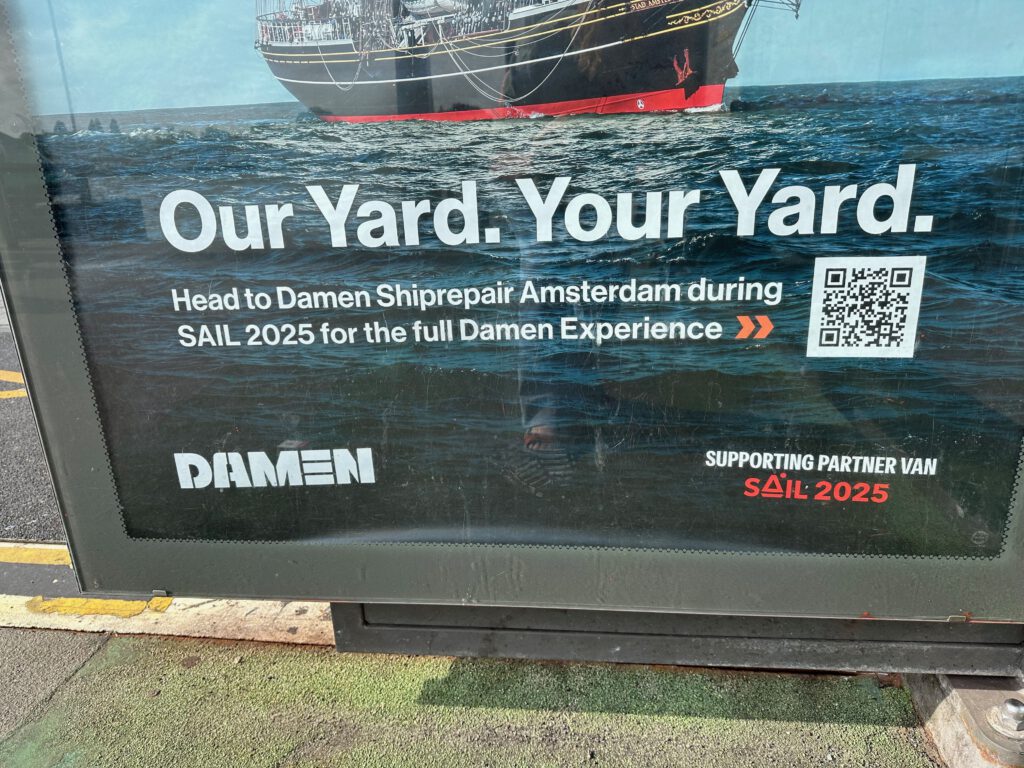 Our Yard. Your Yard.
Head to Damen Shiprepair Amsterdam during
SAIL 2025 for the full Damen Experience
DAMEN
SUPPORTING PARTNER VAN
SAIL 2025